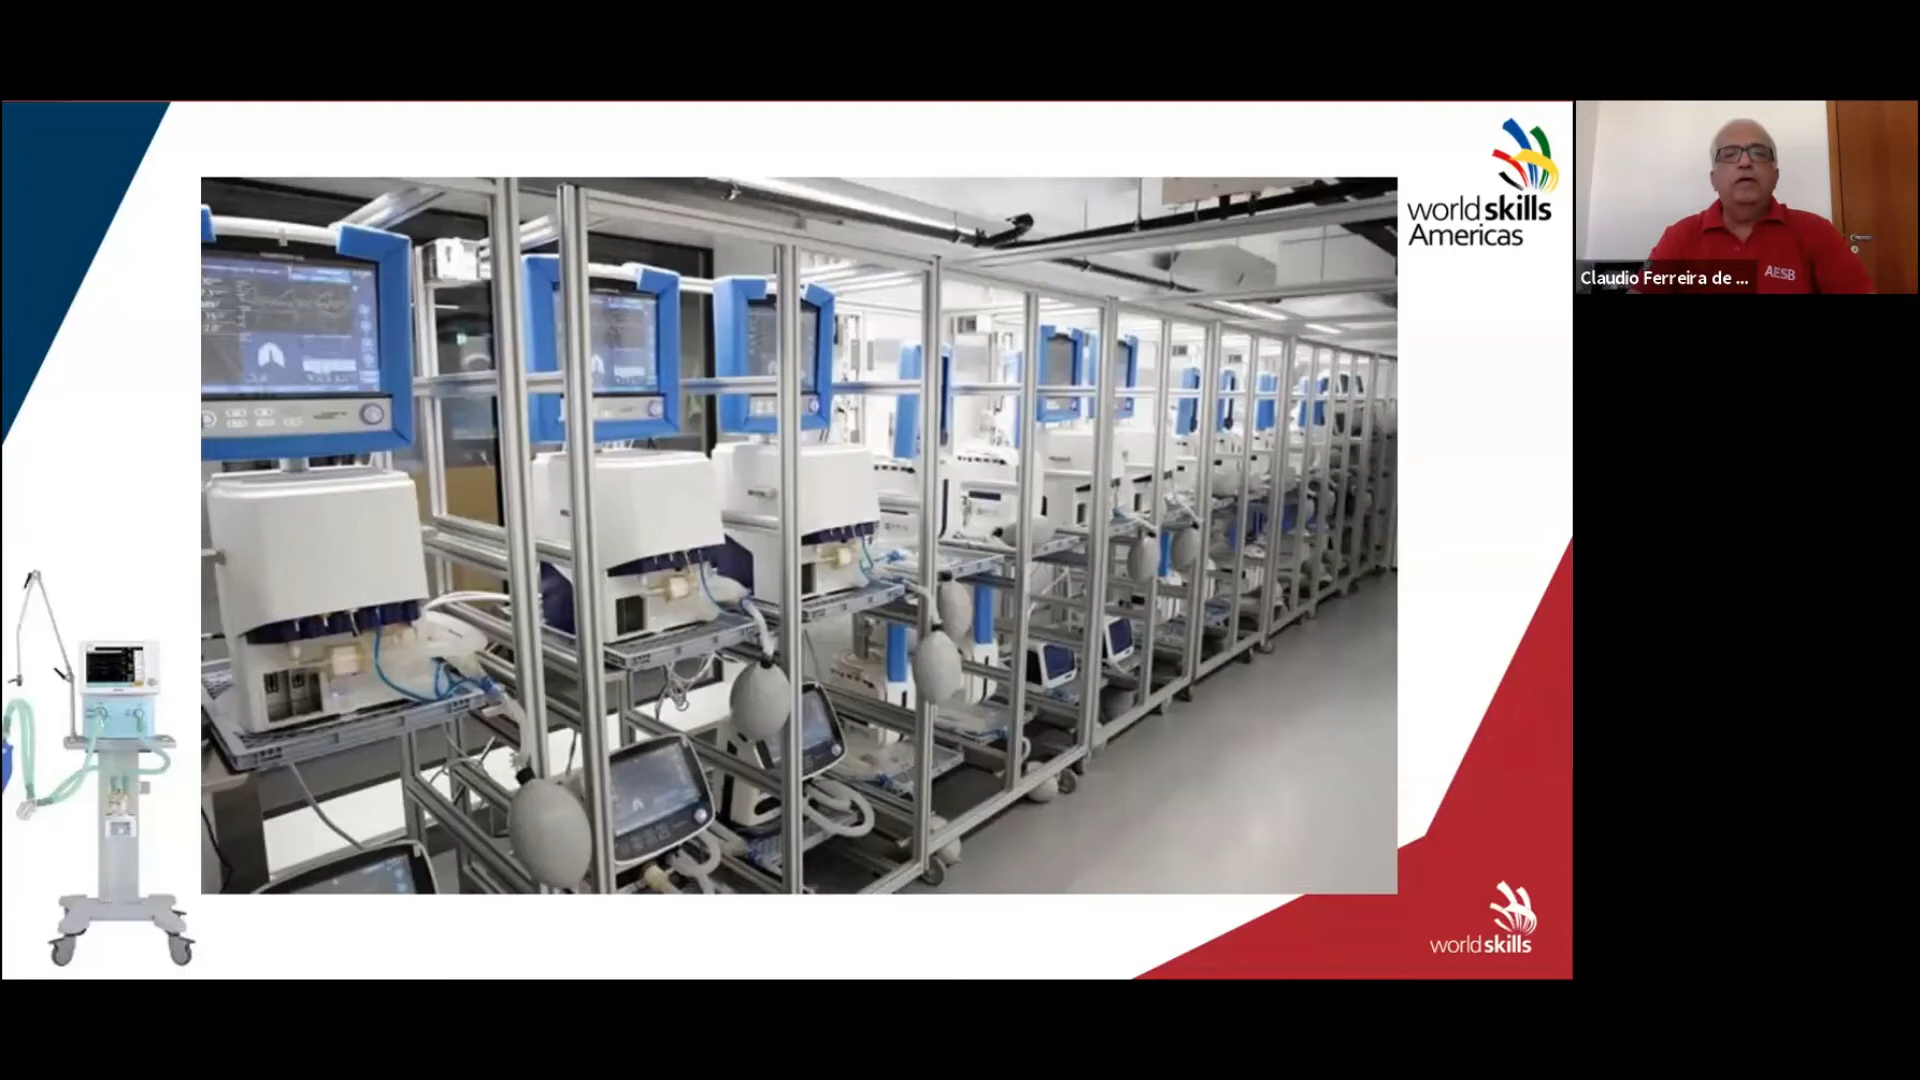 worldskills
Americas
Claudio Ferreira de ...
AESB
worldskills